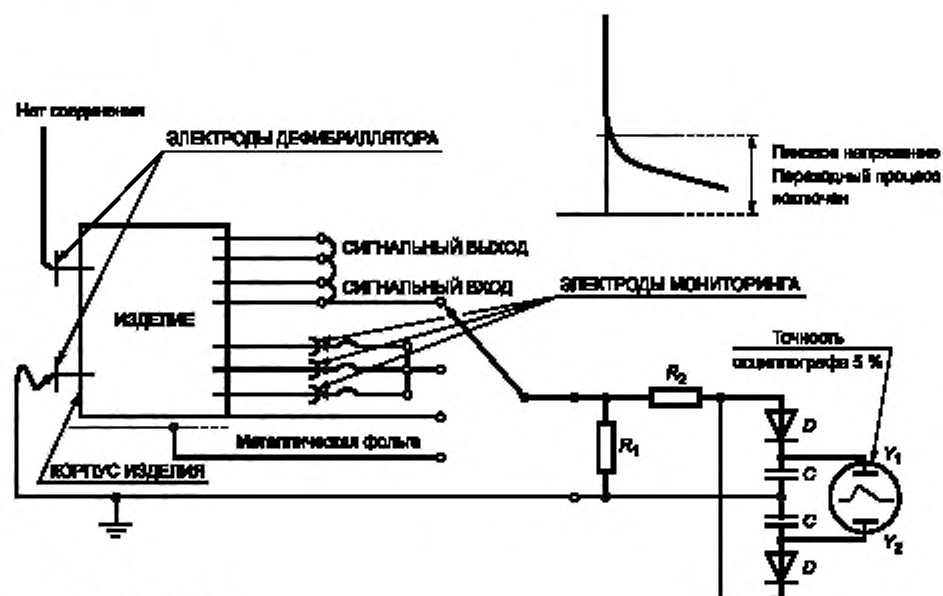 Нет соединения
ЭЛЕКТРОДЫ ДЕФИБРИЛЛЯТОРА
Пиковое напряжение
Переходный процесс
исключен
СИГНАЛЬНЫЙ ВЫХОД
СИГНАЛЬНЫЙ ВХОД
ЭЛЕКТРОДЫ МОНИТОРИНГА
ИЗДЕЛИЕ
Точность
осциллографа 5 %
R2
D
R1
Металлическая фольга
КОРПУС ИЗДЕЛИЯ
C
Y1
C
Y2
D